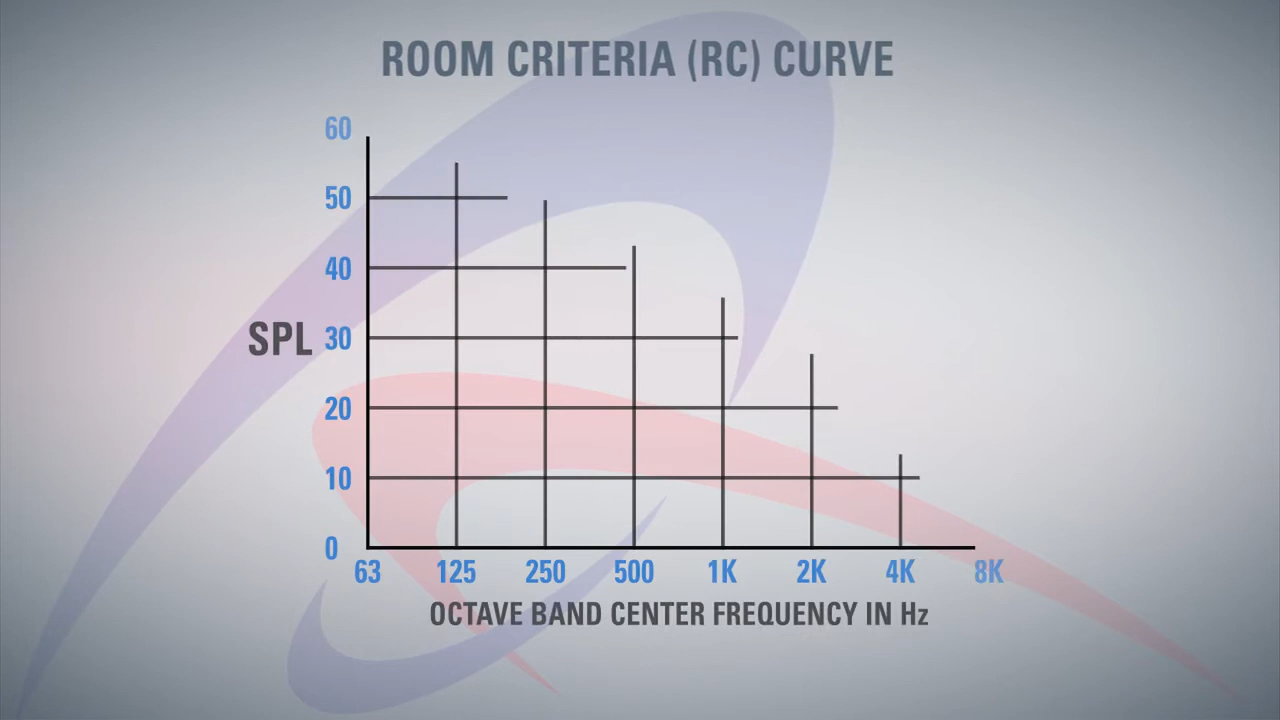 ROOM CRITERIA (RC) CURVE
60
50
40
SPL 30
20
10
0
63 125 250 500 1K 2K 4K 8K
OCTAVE BAND CENTER FREQUENCY IN Hz